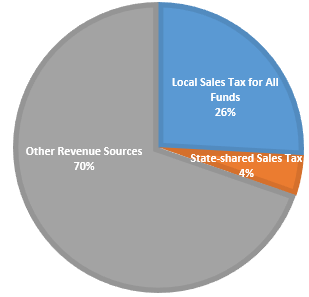 Local Sales Tax for All
Funds
26%
State-shared Sales Tax
4%
Other Revenue Sources
70%